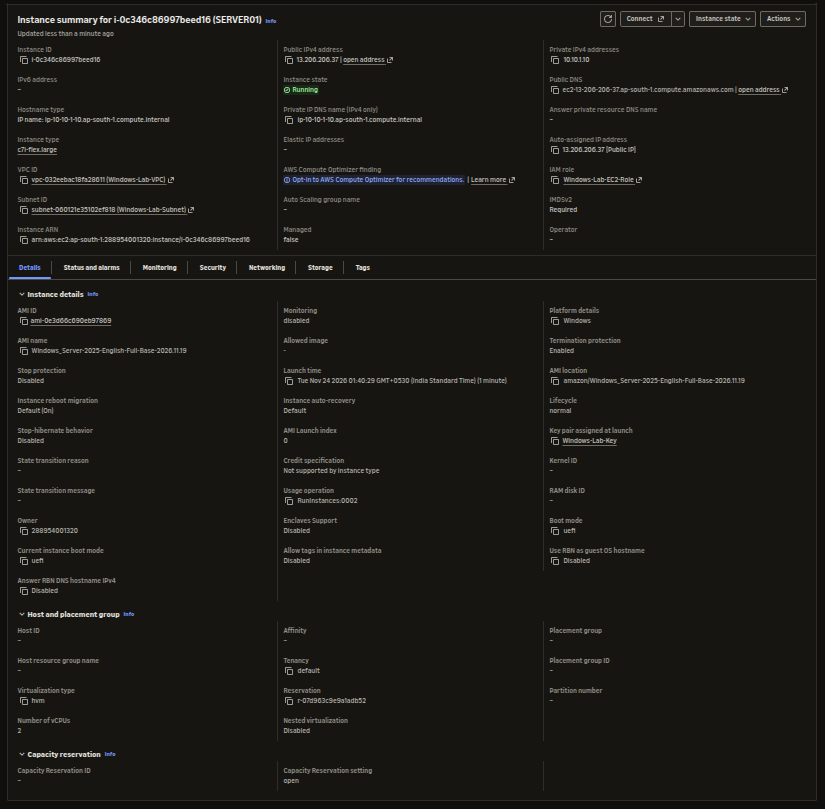 Instance summary for i-0c346c86997beed16 (SERVER01) Info
Connect
Instance state
Actions
Updated less than a minute ago
Instance ID
i-0c346c86997beed16
Public IPv4 address
13.206.206.37 | open address
Private IPv4 addresses
10.10.1.10
IPv6 address
–
Instance state
Running
Public DNS
ec2-13-206-206-37.ap-south-1.compute.amazonaws.com | open address
Hostname type
IP name: ip-10-10-1-10.ap-south-1.compute.internal
Private IP DNS name (IPv4 only)
ip-10-10-1-10.ap-south-1.compute.internal
Answer private resource DNS name
–
Instance type
c7i-flex.large
Elastic IP addresses
–
Auto-assigned IP address
13.206.206.37 [Public IP]
VPC ID
vpc-032eebac18fa28611 (Windows-Lab-VPC)
AWS Compute Optimizer finding
Opt-in to AWS Compute Optimizer for recommendations. | Learn more
IAM role
Windows-Lab-EC2-Role
Subnet ID
subnet-060121e35102ef818 (Windows-Lab-Subnet)
Auto Scaling group name
–
IMDSv2
Required
Instance ARN
arn:aws:ec2:ap-south-1:288954001320:instance/i-0c346c86997beed16
Managed
false
Operator
–
Details
Status and alarms
Monitoring
Security
Networking
Storage
Tags
Instance details Info
AMI ID
ami-0e3d66c690eb97869
Monitoring
disabled
Platform details
Windows
AMI name
Windows_Server-2025-English-Full-Base-2026.11.19
Allowed image
-
Termination protection
Enabled
Stop protection
Disabled
Launch time
Tue Nov 24 2026 01:40:29 GMT+0530 (India Standard Time) (1 minute)
AMI location
amazon/Windows_Server-2025-English-Full-Base-2026.11.19
Instance reboot migration
Default (On)
Instance auto-recovery
Default
Lifecycle
normal
Stop-hibernate behavior
Disabled
AMI Launch index
0
Key pair assigned at launch
Windows-Lab-Key
State transition reason
–
Credit specification
Not supported by instance type
Kernel ID
–
State transition message
–
Usage operation
RunInstances:0002
RAM disk ID
–
Owner
288954001320
Enclaves Support
Disabled
Boot mode
uefi
Current instance boot mode
uefi
Allow tags in instance metadata
Disabled
Use RBN as guest OS hostname
Disabled
Answer RBN DNS hostname IPv4
Disabled
Host and placement group Info
Host ID
–
Affinity
–
Placement group
–
Host resource group name
–
Tenancy
default
Placement group ID
–
Virtualization type
hvm
Reservation
r-07d963c9e9a1adb52
Partition number
–
Number of vCPUs
2
Nested virtualization
Disabled
Capacity reservation Info
Capacity Reservation ID
–
Capacity Reservation setting
open